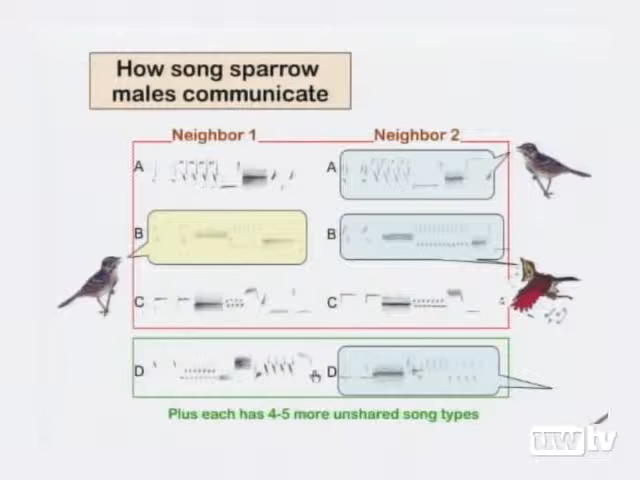 How song sparrow
males communicate
Neighbor 1 Neighbor 2
A A
B B
C C
D D
Plus each has 4-5 more unshared song types
uwtv